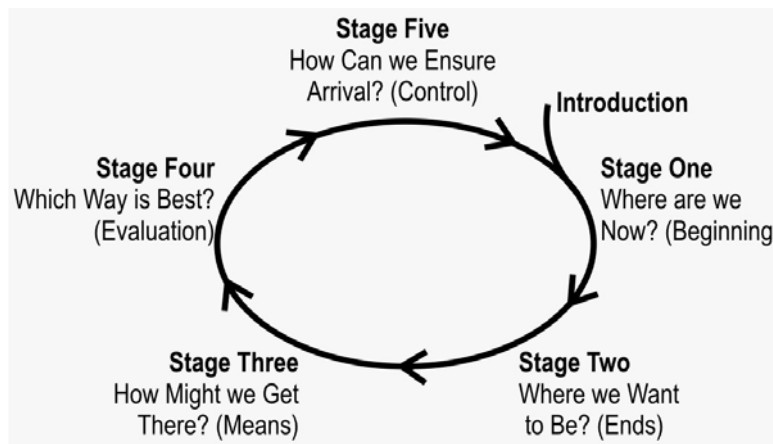 Stage Five
How Can we Ensure
Arrival? (Control)
Introduction
Stage One
Where are we
Now? (Beginning
Stage Two
Where we Want
to Be? (Ends)
Stage Three
How Might we Get
There? (Means)
Stage Four
Which Way is Best?
(Evaluation)